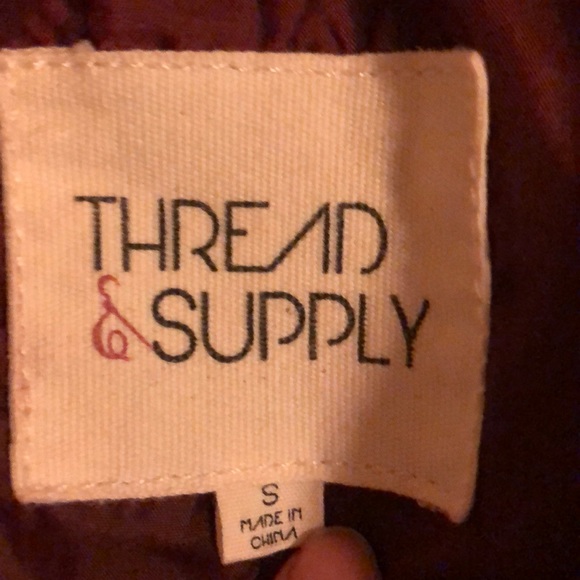 THREAD
& SUPPLY
S
MADE IN
CHINA